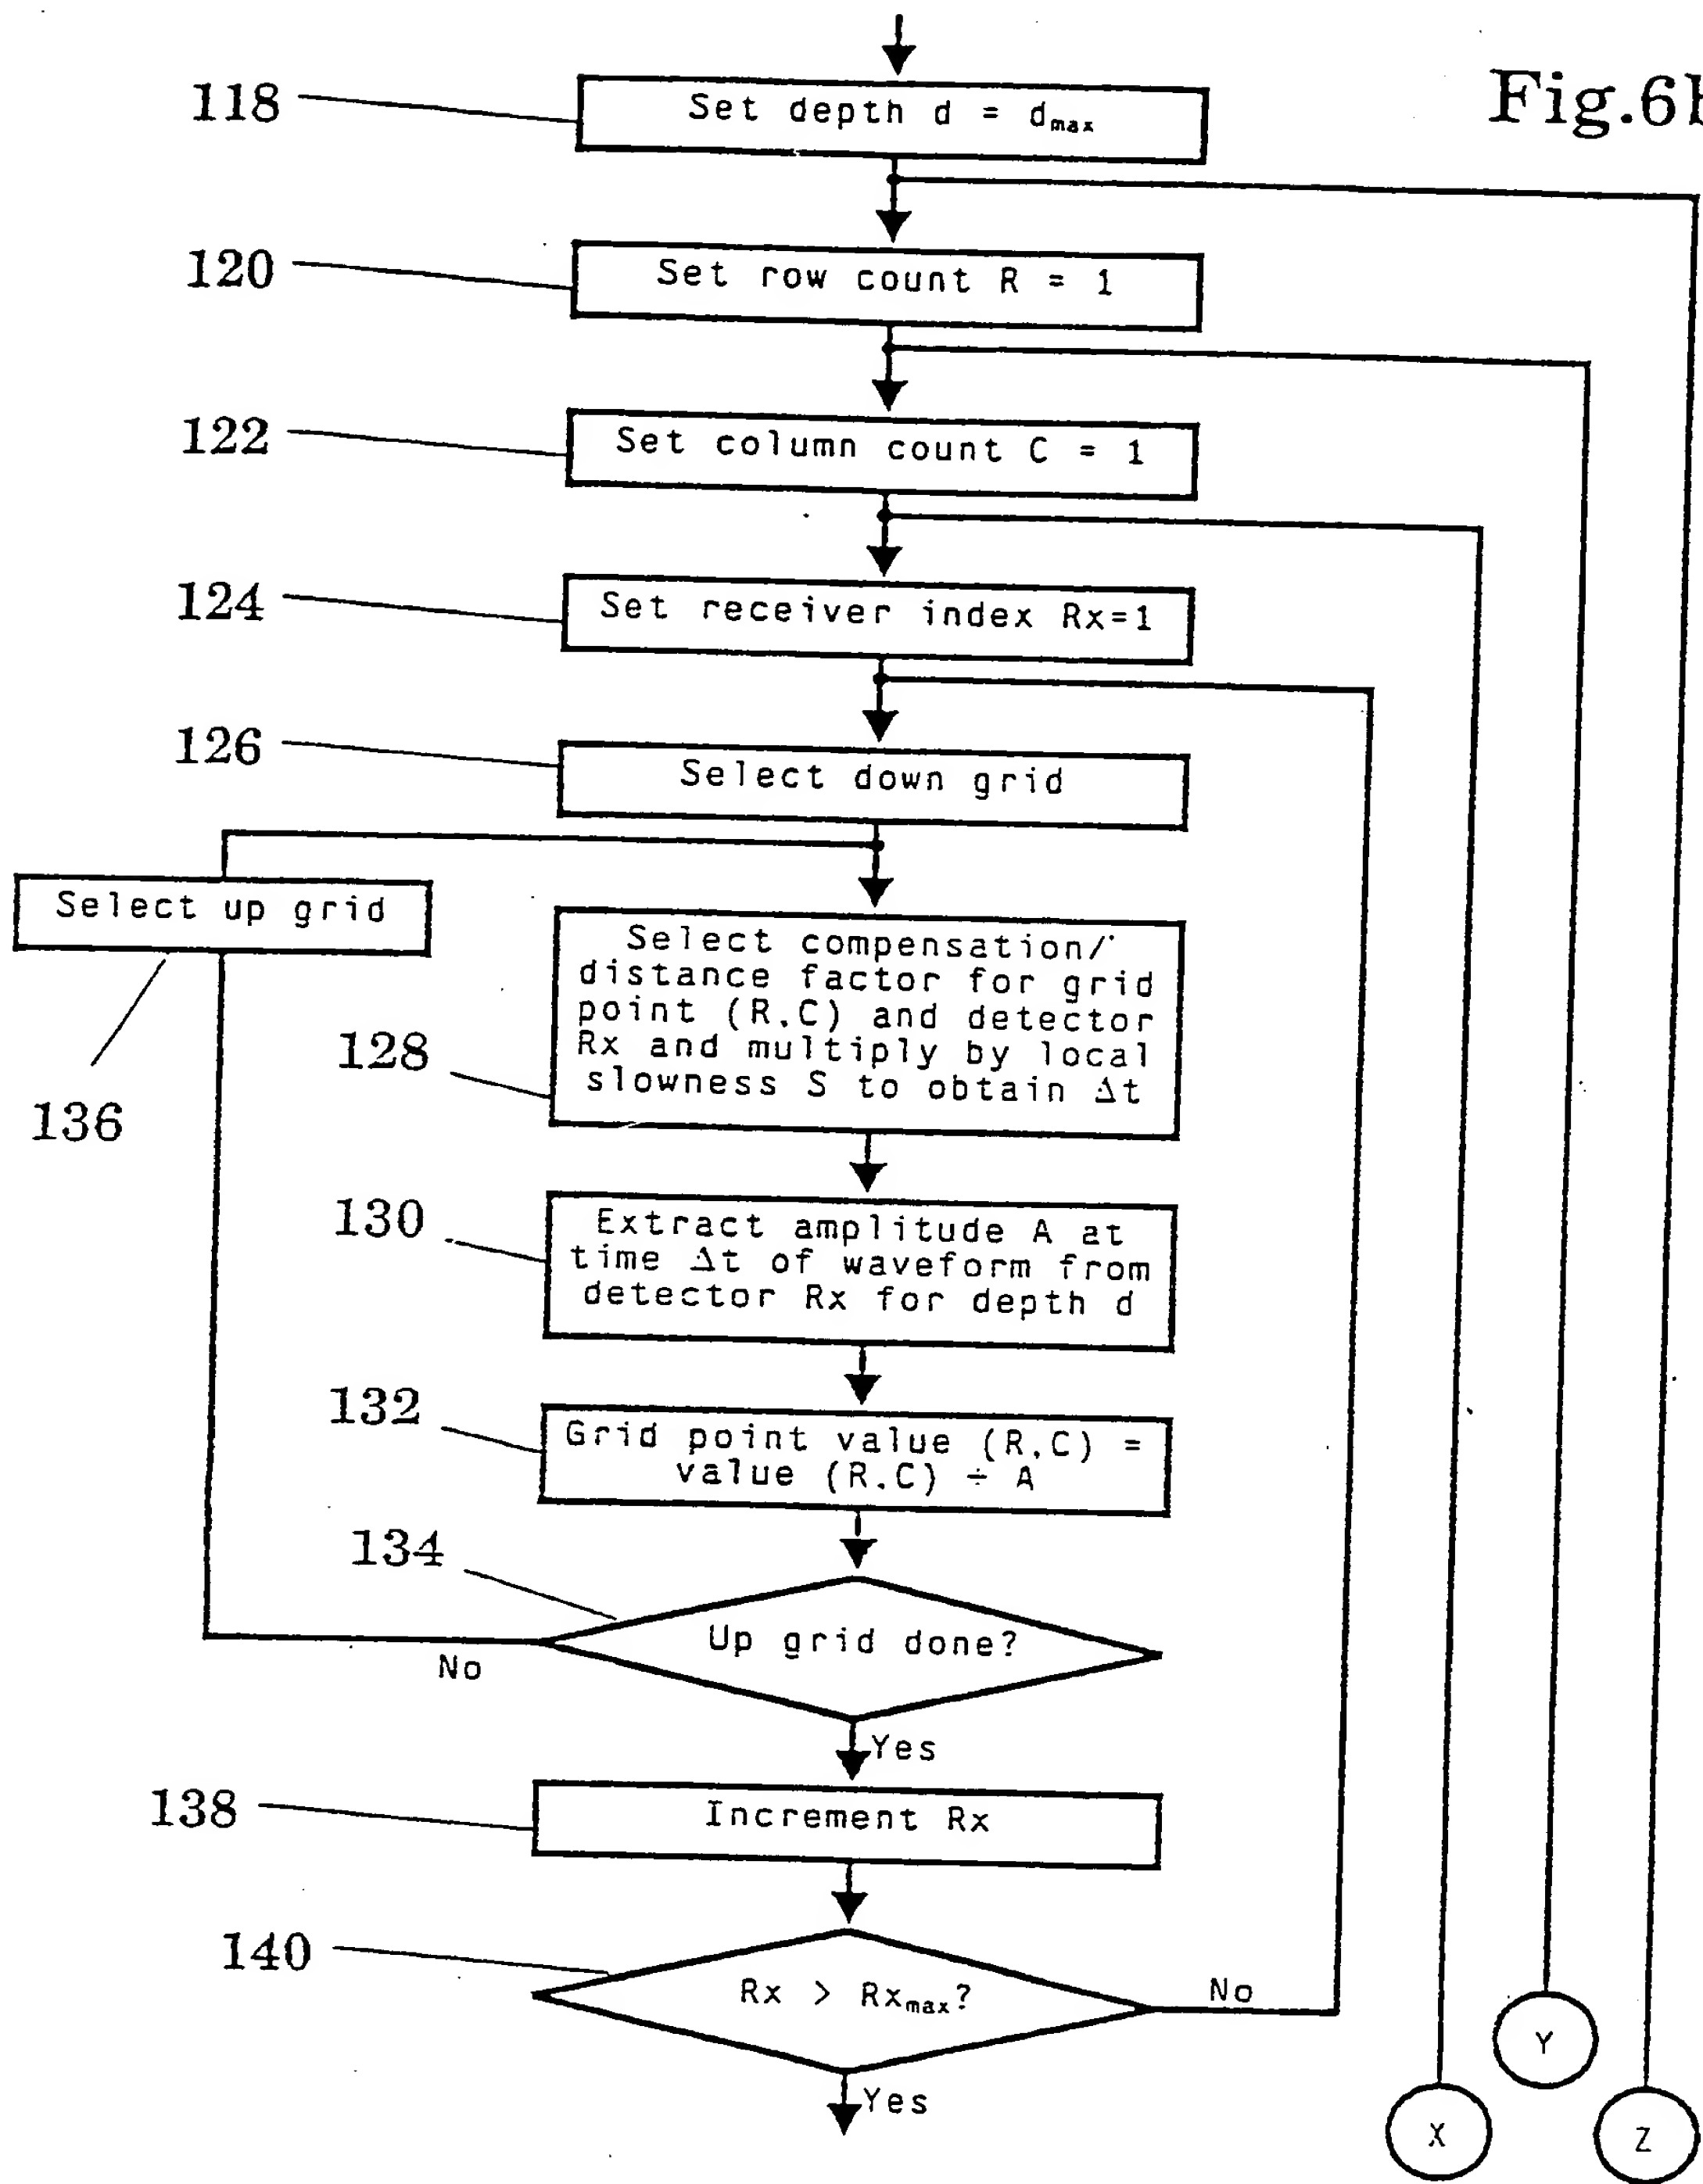 Fig.6
118
Set depth d = dmax
120
Set row count R = 1
122
Set column count C = 1
124
Set receiver index Rx=1
126
Select down grid
Select up grid
136
128
Select compensation/
distance factor for grid
point (R.C) and detector
Rx and multiply by local
slowness S to obtain Δt
130
Extract amplitude A at
time Δt of waveform from
detector Rx for depth d
132
Grid point value (R,C) =
value (R.C) ÷ A
134
Up grid done?
No
Yes
138
Increment Rx
140
Rx > Rxmax?
No
Yes
X
Y
Z